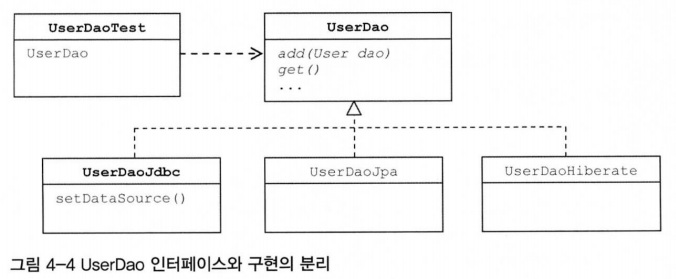 UserDaoTest
UserDao
UserDao
add(User dao)
get()
...
UserDaoJdbc
setDataSource()
UserDaoJpa
UserDaoHiberate
그림 4-4 UserDao 인터페이스와 구현의 분리